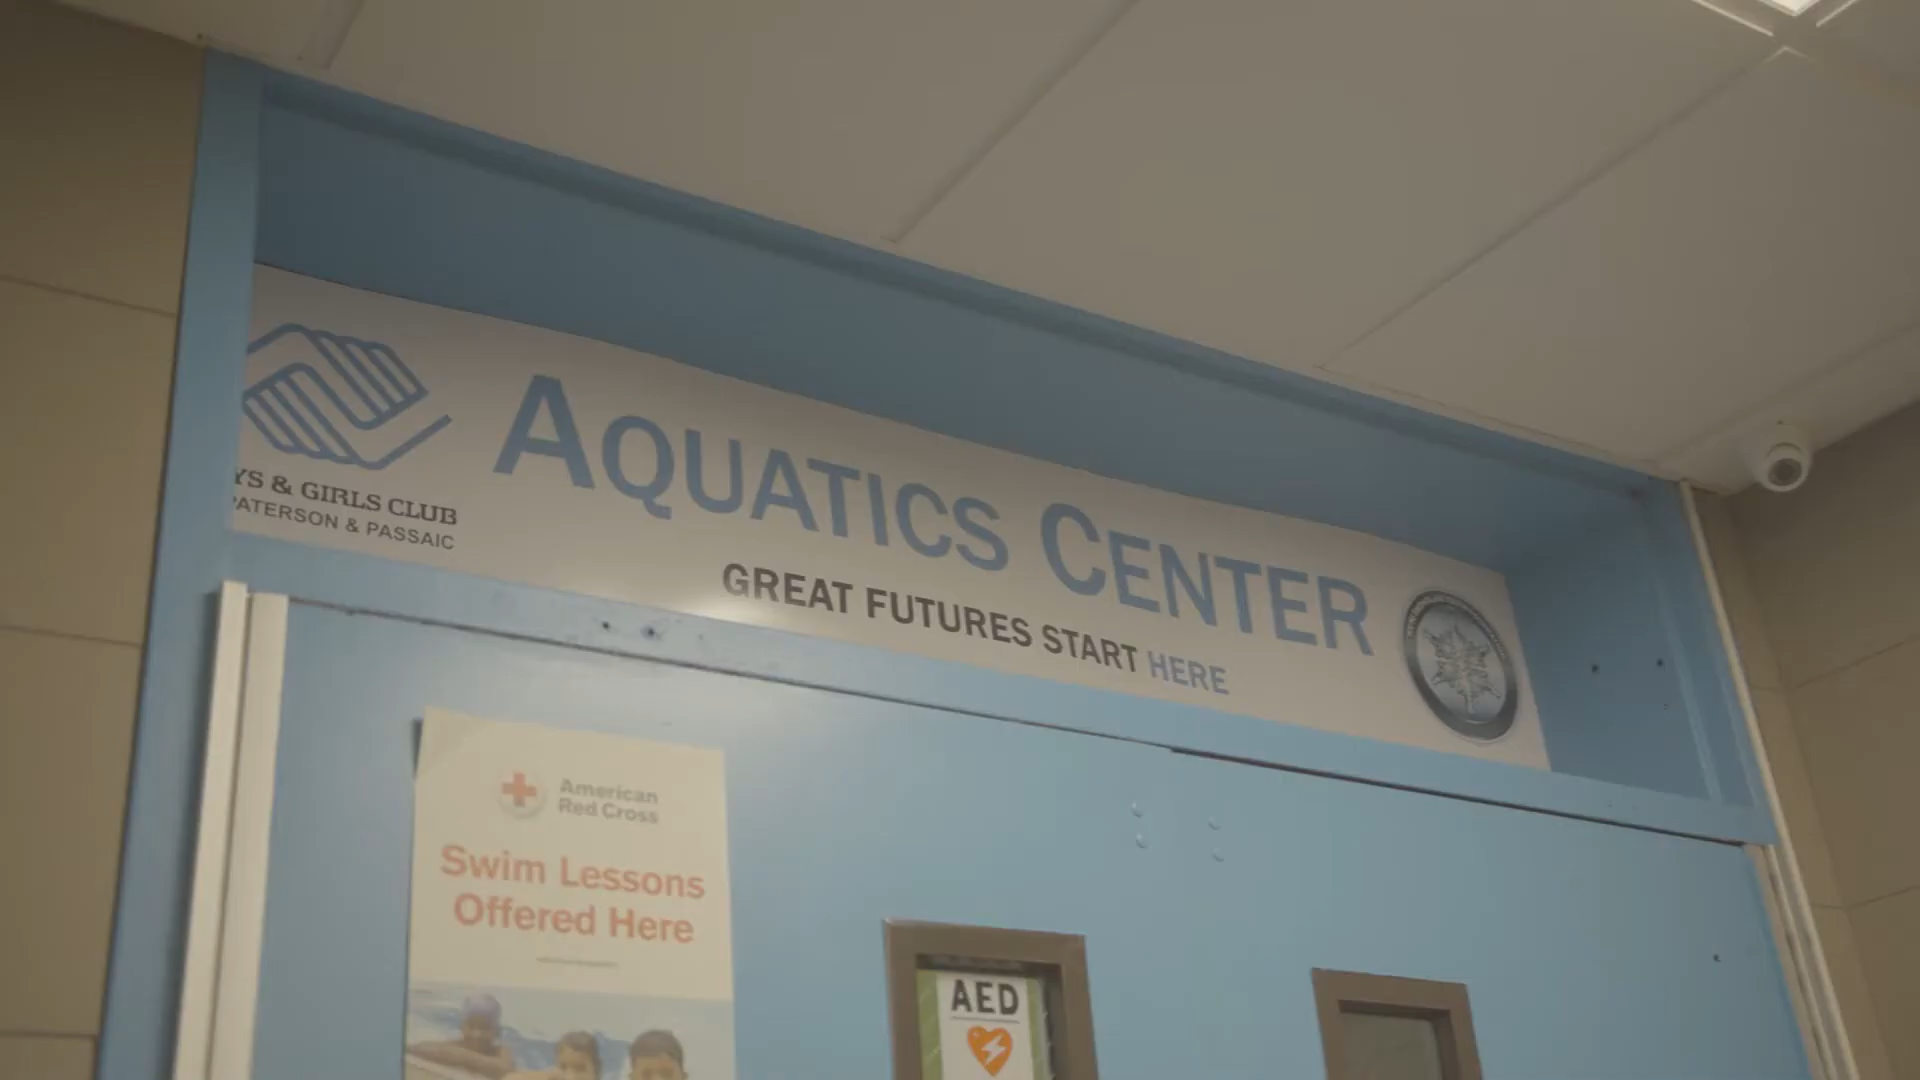 YS & GIRLS CLUB
PATERSON & PASSAIC
AQUATICS CENTER
GREAT FUTURES START HERE
American
Red Cross
Swim Lessons
Offered Here
AED